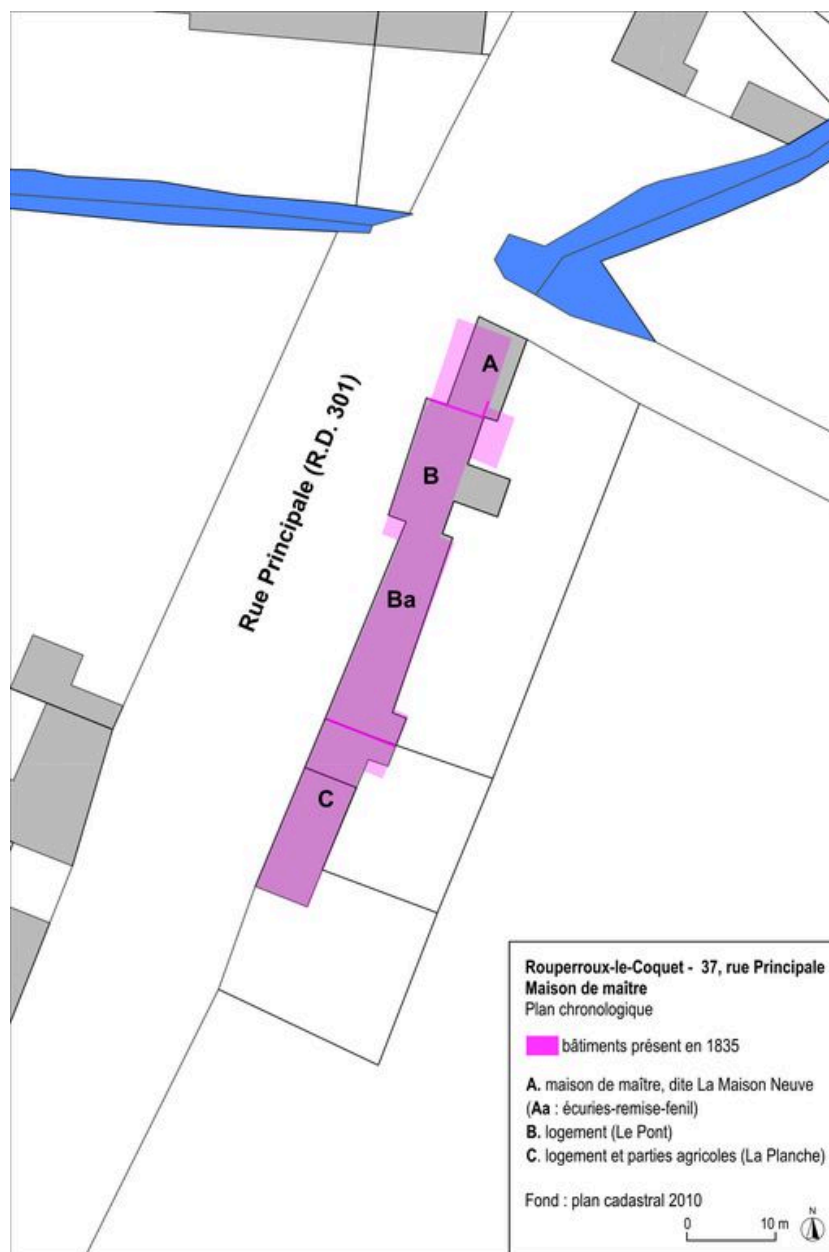 A
Rue Principale (R.D. 301)
B
Ba
C
Rouperroux-le-Coquet - 37, rue Principale
Maison de maître
Plan chronologique
bâtiments présent en 1835
A. maison de maître, dite La Maison Neuve
(Aa : écuries-remise-fenil)
B. logement (Le Pont)
C. logement et parties agricoles (La Planche)
Fond : plan cadastral 2010
0 10 m
N